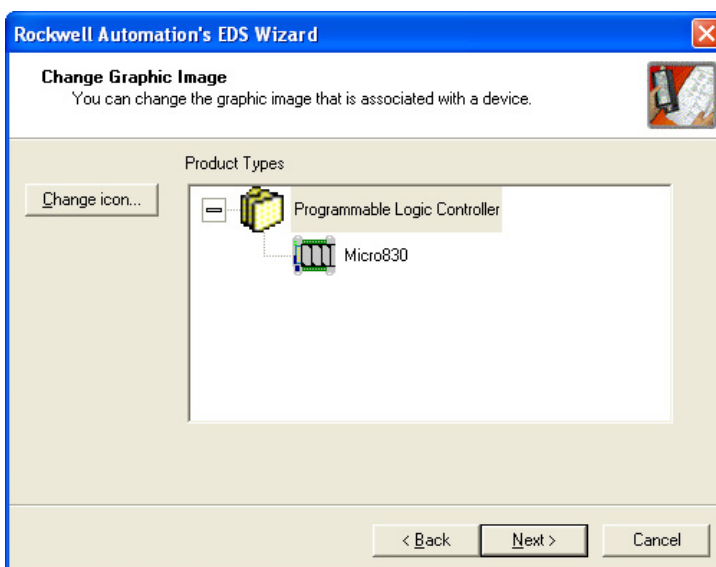 Rockwell Automation's EDS Wizard
Change Graphic Image
You can change the graphic image that is associated with a device.
Product Types
Change icon...
Programmable Logic Controller
Micro830
< Back
Next >
Cancel